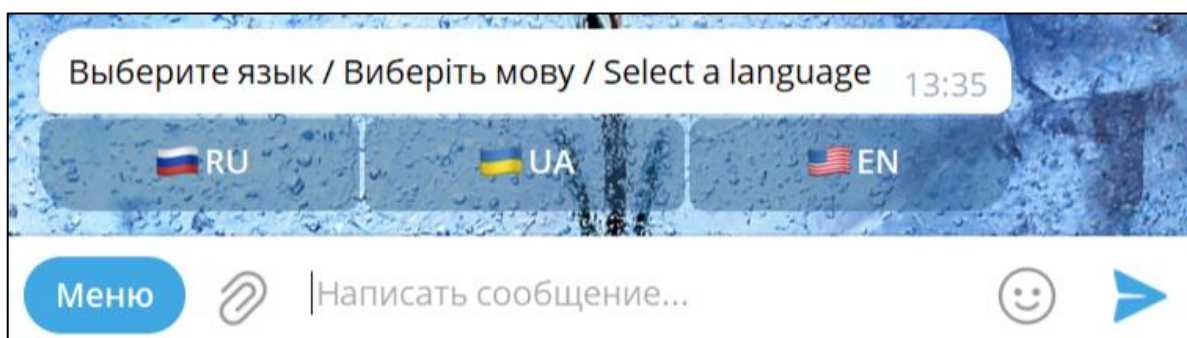 Выберите язык / Виберіть мову / Select a language 13:35
🇷🇺 RU 🇺🇦 UA 🇺🇸 EN
Меню Написать сообщение...